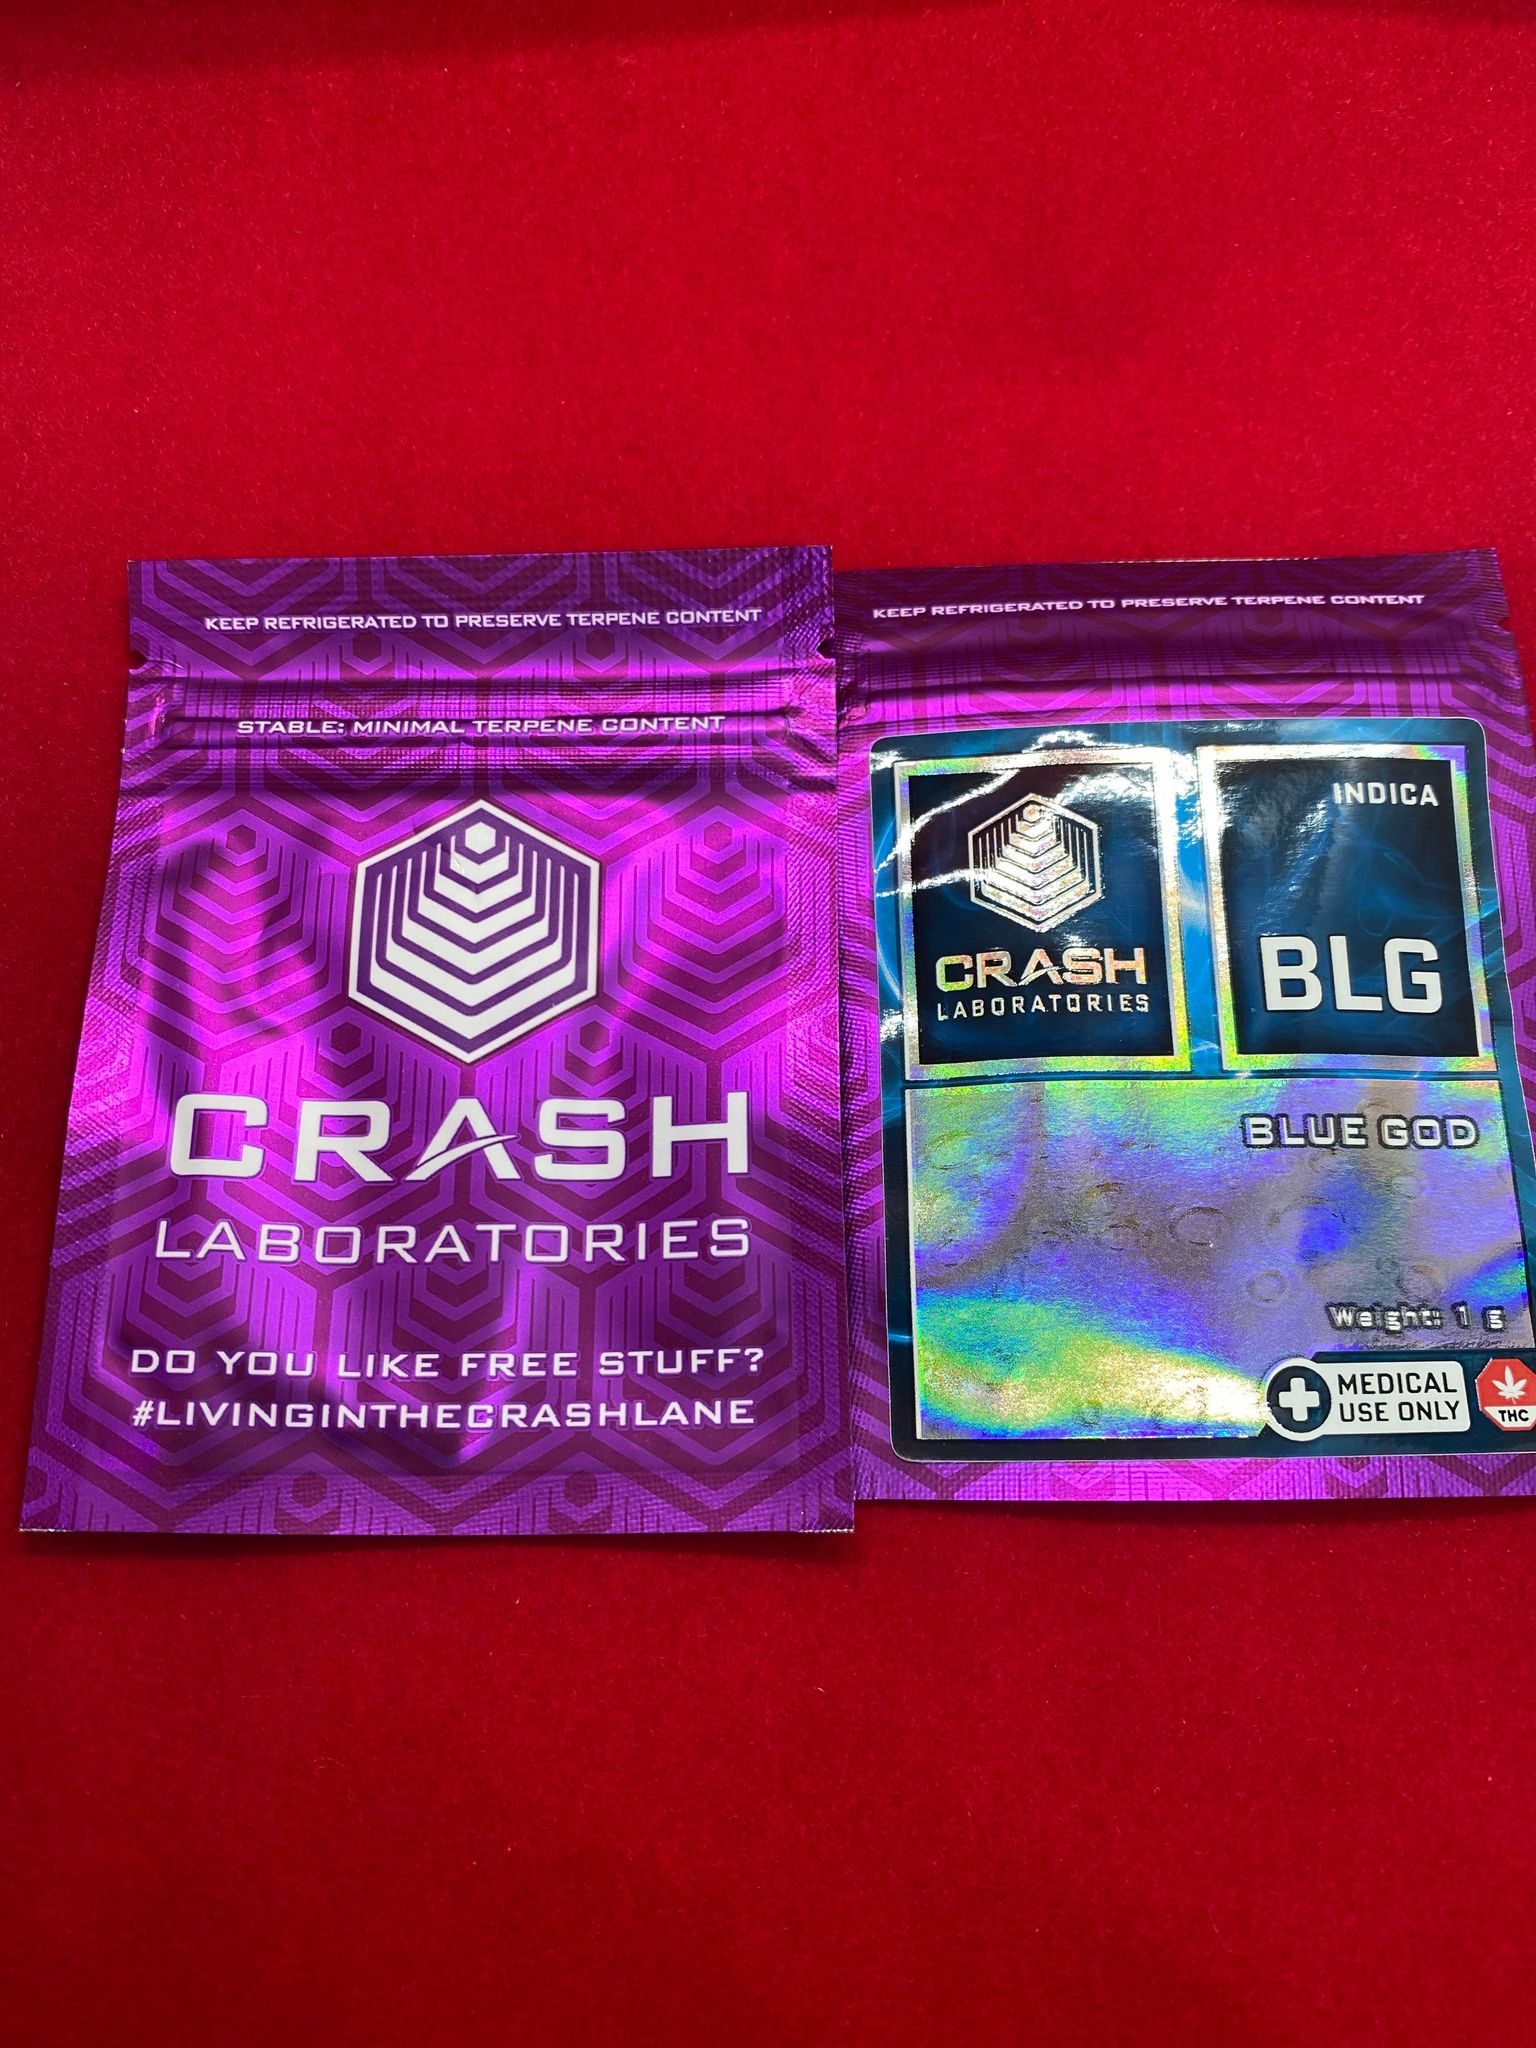 KEEP REFRIGERATED TO PRESERVE TERPENE CONTENT
STABLE: MINIMAL TERPENE CONTENT
CRASH
LABORATORIES
DO YOU LIKE FREE STUFF?
#LIVINGINTHECRASHLANE
KEEP REFRIGERATED TO PRESERVE TERPENE CONTENT
CRASH
LABORATORIES
INDICA
BLG
BLUE GOD
Weight: 1 g
MEDICAL
USE ONLY
THC